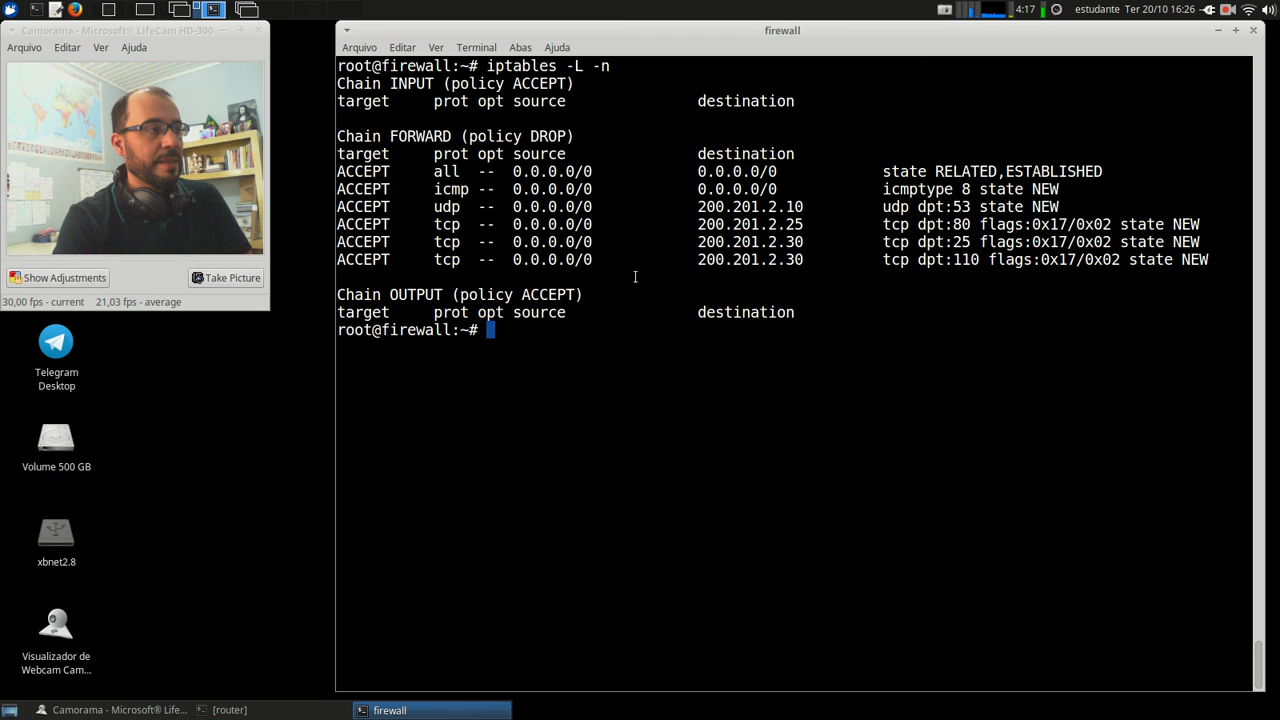 4:17 estudante Ter 20/10 16:26
Camorama - Microsoft® LifeCam HD-300
Arquivo Editar Ver Ajuda
Show Adjustments Take Picture
30,00 fps - current 21,03 fps - average
Telegram
Desktop
Volume 500 GB
xbnet2.8
Visualizador de
Webcam Cam...
firewall
Arquivo Editar Ver Terminal Abas Ajuda
root@firewall:~# iptables -L -n
Chain INPUT (policy ACCEPT)
target prot opt source destination
Chain FORWARD (policy DROP)
target prot opt source destination
ACCEPT all -- 0.0.0.0/0 0.0.0.0/0 state RELATED,ESTABLISHED
ACCEPT icmp -- 0.0.0.0/0 0.0.0.0/0 icmptype 8 state NEW
ACCEPT udp -- 0.0.0.0/0 200.201.2.10 udp dpt:53 state NEW
ACCEPT tcp -- 0.0.0.0/0 200.201.2.25 tcp dpt:80 flags:0x17/0x02 state NEW
ACCEPT tcp -- 0.0.0.0/0 200.201.2.30 tcp dpt:25 flags:0x17/0x02 state NEW
ACCEPT tcp -- 0.0.0.0/0 200.201.2.30 tcp dpt:110 flags:0x17/0x02 state NEW
Chain OUTPUT (policy ACCEPT)
target prot opt source destination
root@firewall:~#
Camorama - Microsoft® Life... [router] firewall